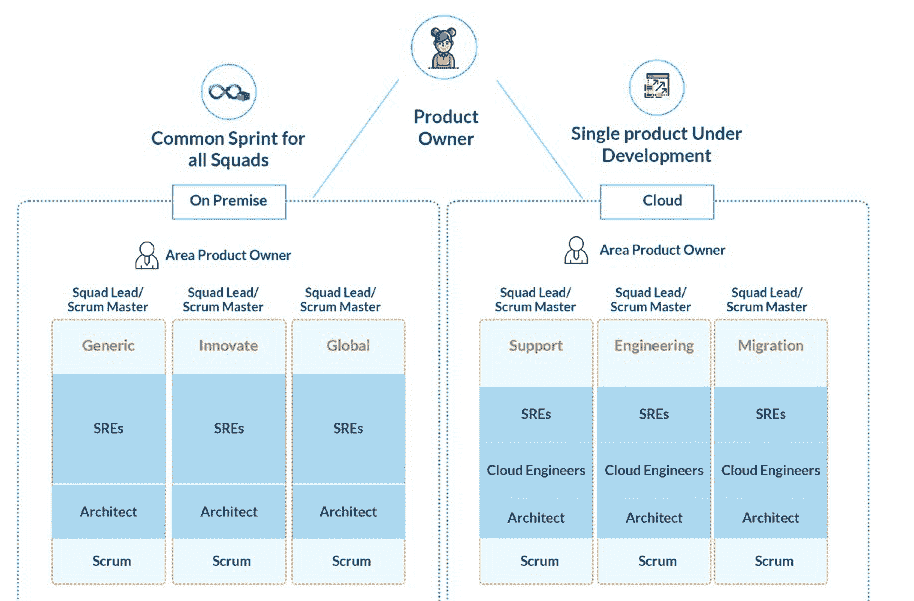 Product
Owner
Common Sprint for
all Squads
Single product Under
Development
On Premise
Area Product Owner
Squad Lead/
Scrum Master
Squad Lead/
Scrum Master
Squad Lead/
Scrum Master
Generic
Innovate
Global
SREs
SREs
SREs
Architect
Architect
Architect
Scrum
Scrum
Scrum
Cloud
Area Product Owner
Squad Lead/
Scrum Master
Squad Lead/
Scrum Master
Squad Lead/
Scrum Master
Support
Engineering
Migration
SREs
SREs
SREs
Cloud Engineers
Cloud Engineers
Cloud Engineers
Architect
Architect
Architect
Scrum
Scrum
Scrum